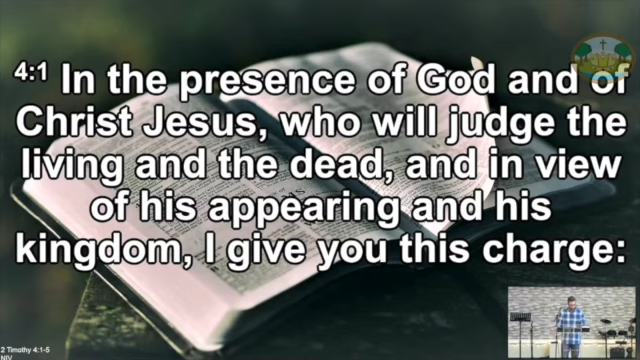 4:1 In the presence of God and of
Christ Jesus, who will judge the
living and the dead, and in view
of his appearing and his
kingdom, I give you this charge:
2 Timothy 4:1-5
NIV